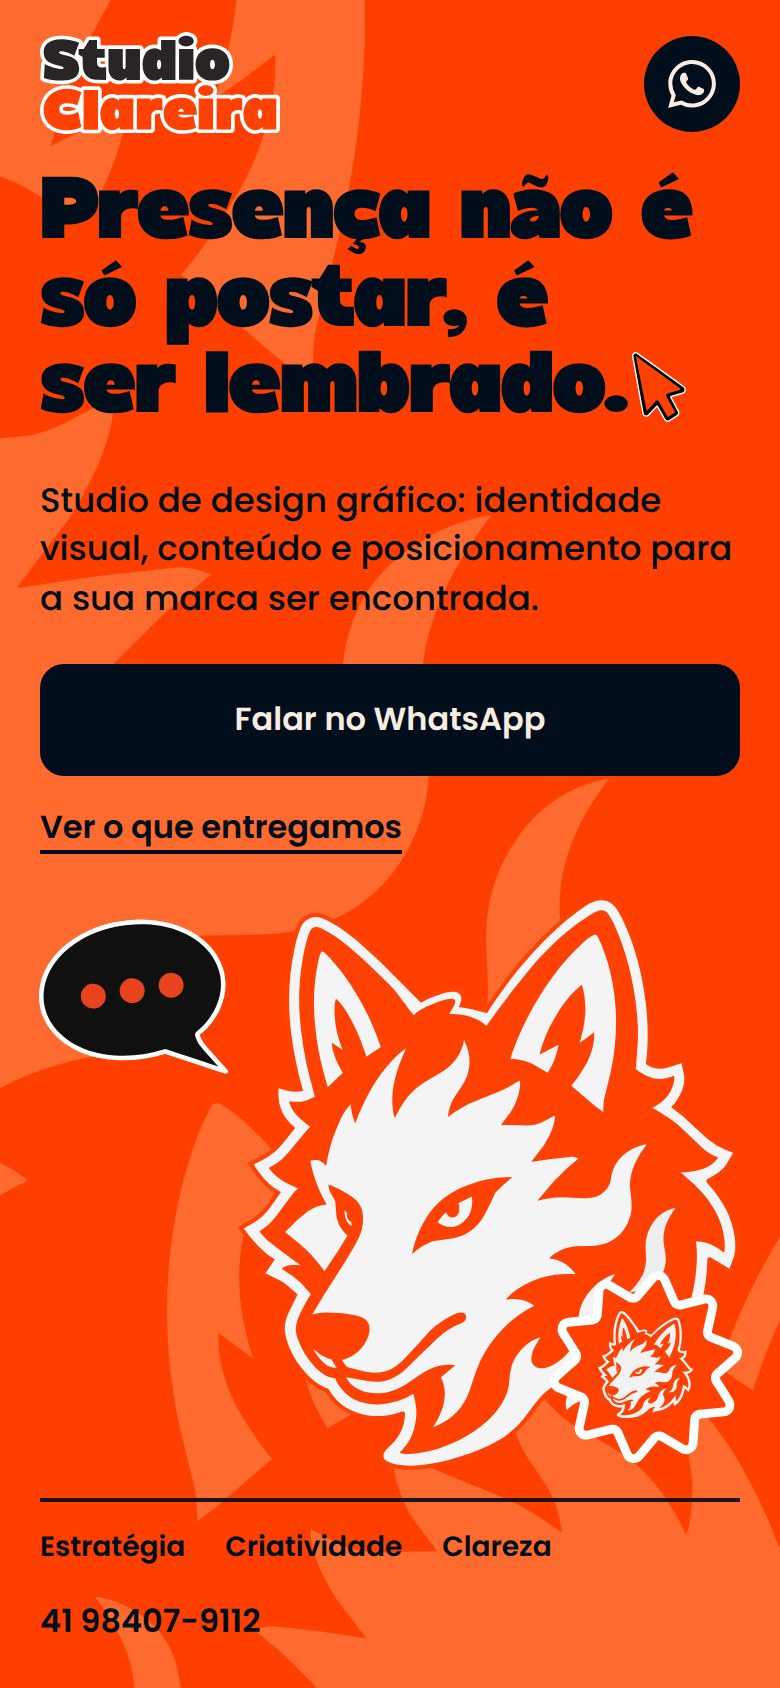 Studio
Clareira
Presença não é
só postar, é
ser lembrado.
Studio de design gráfico: identidade
visual, conteúdo e posicionamento para
a sua marca ser encontrada.
Falar no WhatsApp
Ver o que entregamos
Estratégia Criatividade Clareza
41 98407-9112